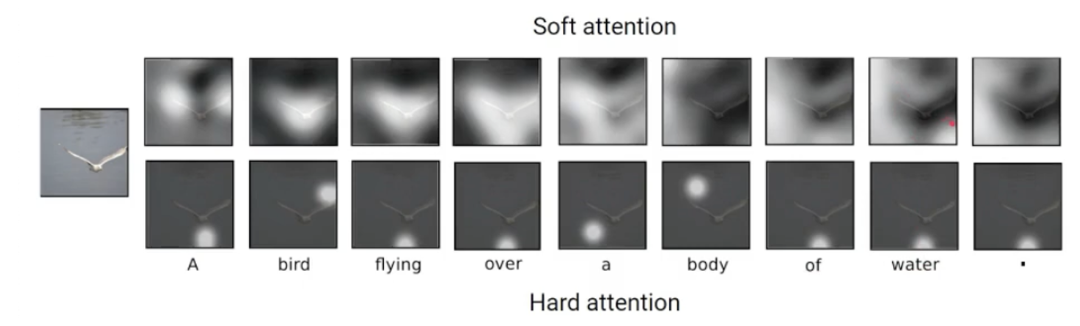 Soft attention
A bird flying over a body of water .
Hard attention